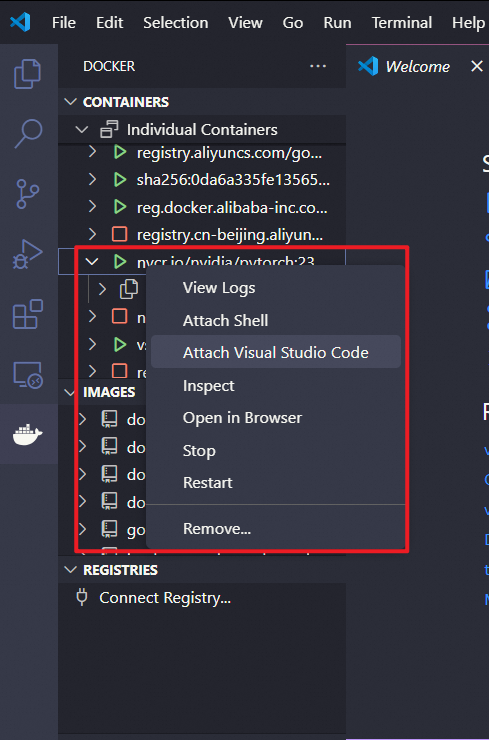 File Edit Selection View Go Run Terminal Help
DOCKER ...
Welcome
CONTAINERS
Individual Containers
registry.aliyuncs.com/go...
sha256:0da6a335fe13565...
reg.docker.alibaba-inc.co...
registry.cn-beijing.aliyun...
nvcr.io/nvidia/pytorch:23...
View Logs
Attach Shell
Attach Visual Studio Code
Inspect
Open in Browser
Stop
Restart
Remove...
n
vs
re
IMAGES
do
do
do
do
go
REGISTRIES
Connect Registry...